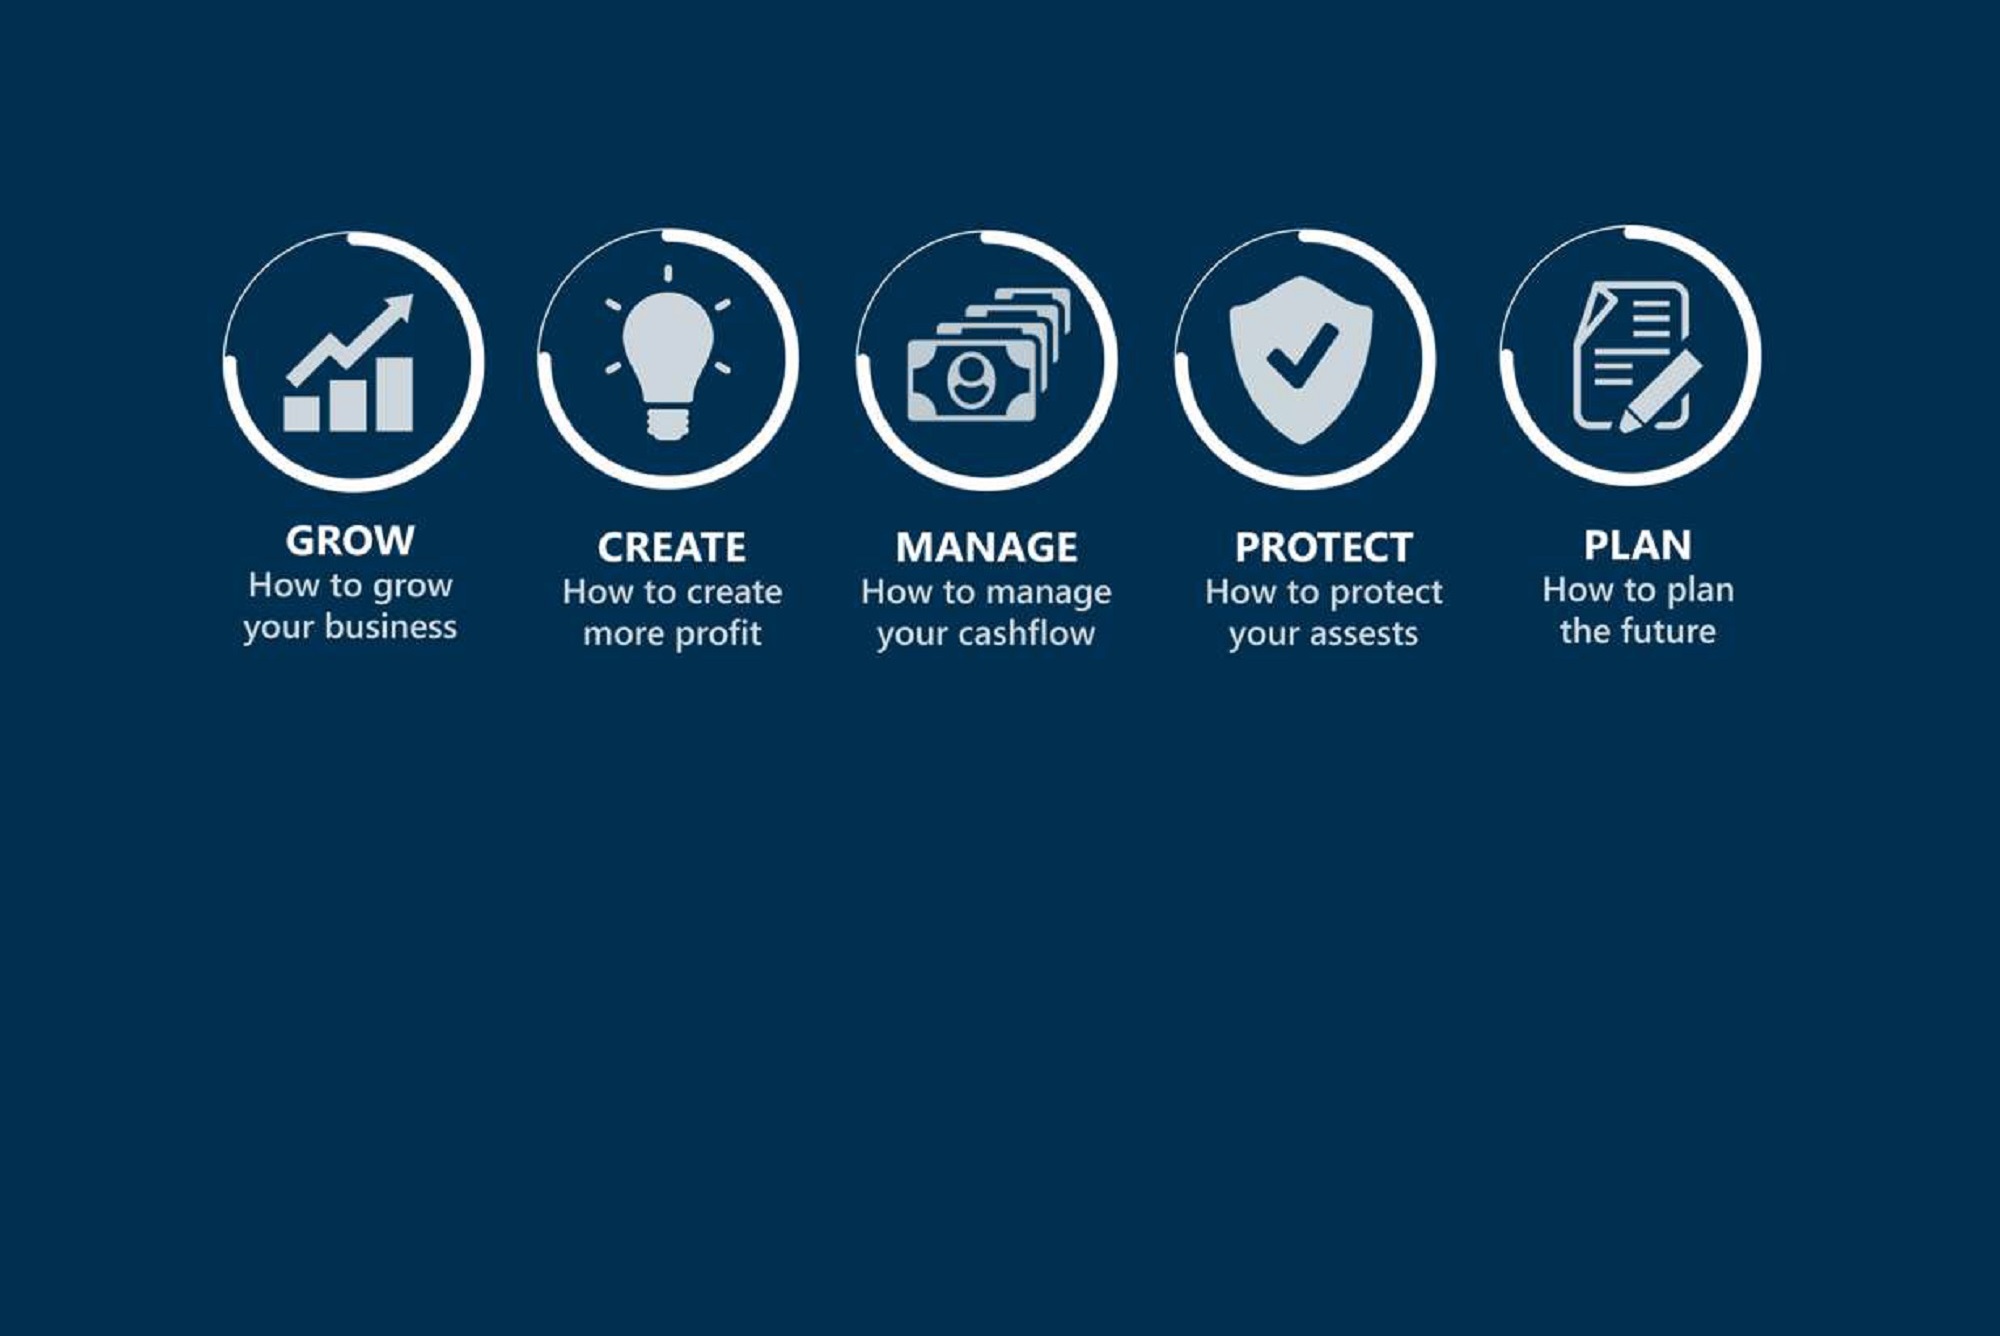 GROW
How to grow
your business
CREATE
How to create
more profit
MANAGE
How to manage
your cashflow
PROTECT
How to protect
your assests
PLAN
How to plan
the future